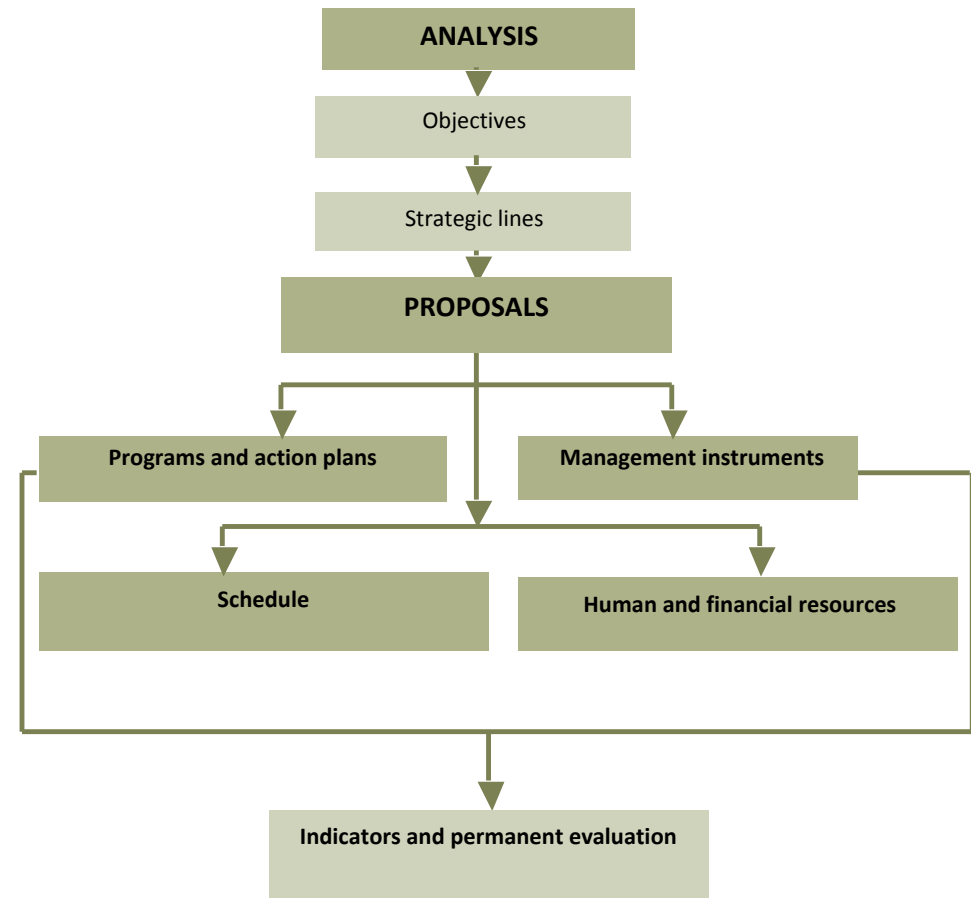 ANALYSIS
Objectives
Strategic lines
PROPOSALS
Programs and action plans
Management instruments
Schedule
Human and financial resources
Indicators and permanent evaluation